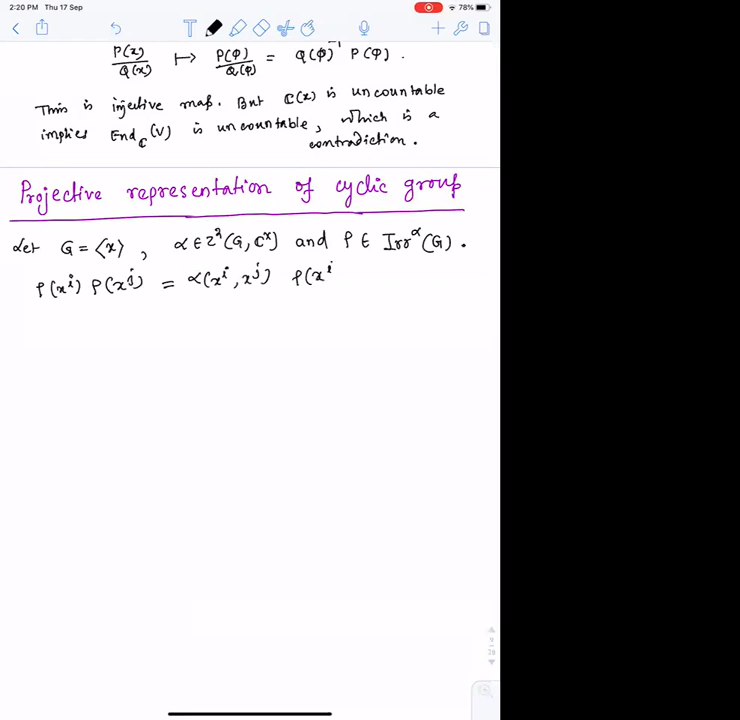 2:20 PM Thu 17 Sep
78%
P(x)/Q(x) ↦ P(φ)/Q(φ) = Q(φ)⁻¹ P(φ).
This is injective map. But ℂ(x) is uncountable
implies End_ℂ(V) is uncountable, which is a
contradiction.
Projective representation of cyclic group
Let G = ⟨x⟩, α ∈ Z²(G, ℂ^×) and ρ ∈ Irr^α(G).
ρ(x^i) ρ(x^j) = α(x^i, x^j) ρ(x^i